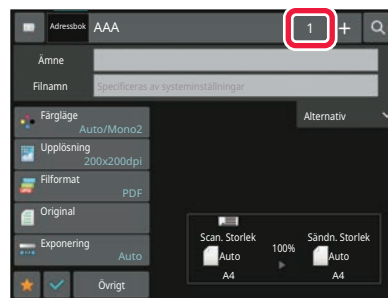 Adressbok AAA 1 +
Ämne
Filnamn Specificeras av systeminställningar
Färgläge
Auto/Mono2
Alternativ
Upplösning
200x200dpi
Filformat
PDF
Original
Exponering
Auto
Scan. Storlek
Auto
A4
100%
Sändn. Storlek
Auto
A4
Övrigt